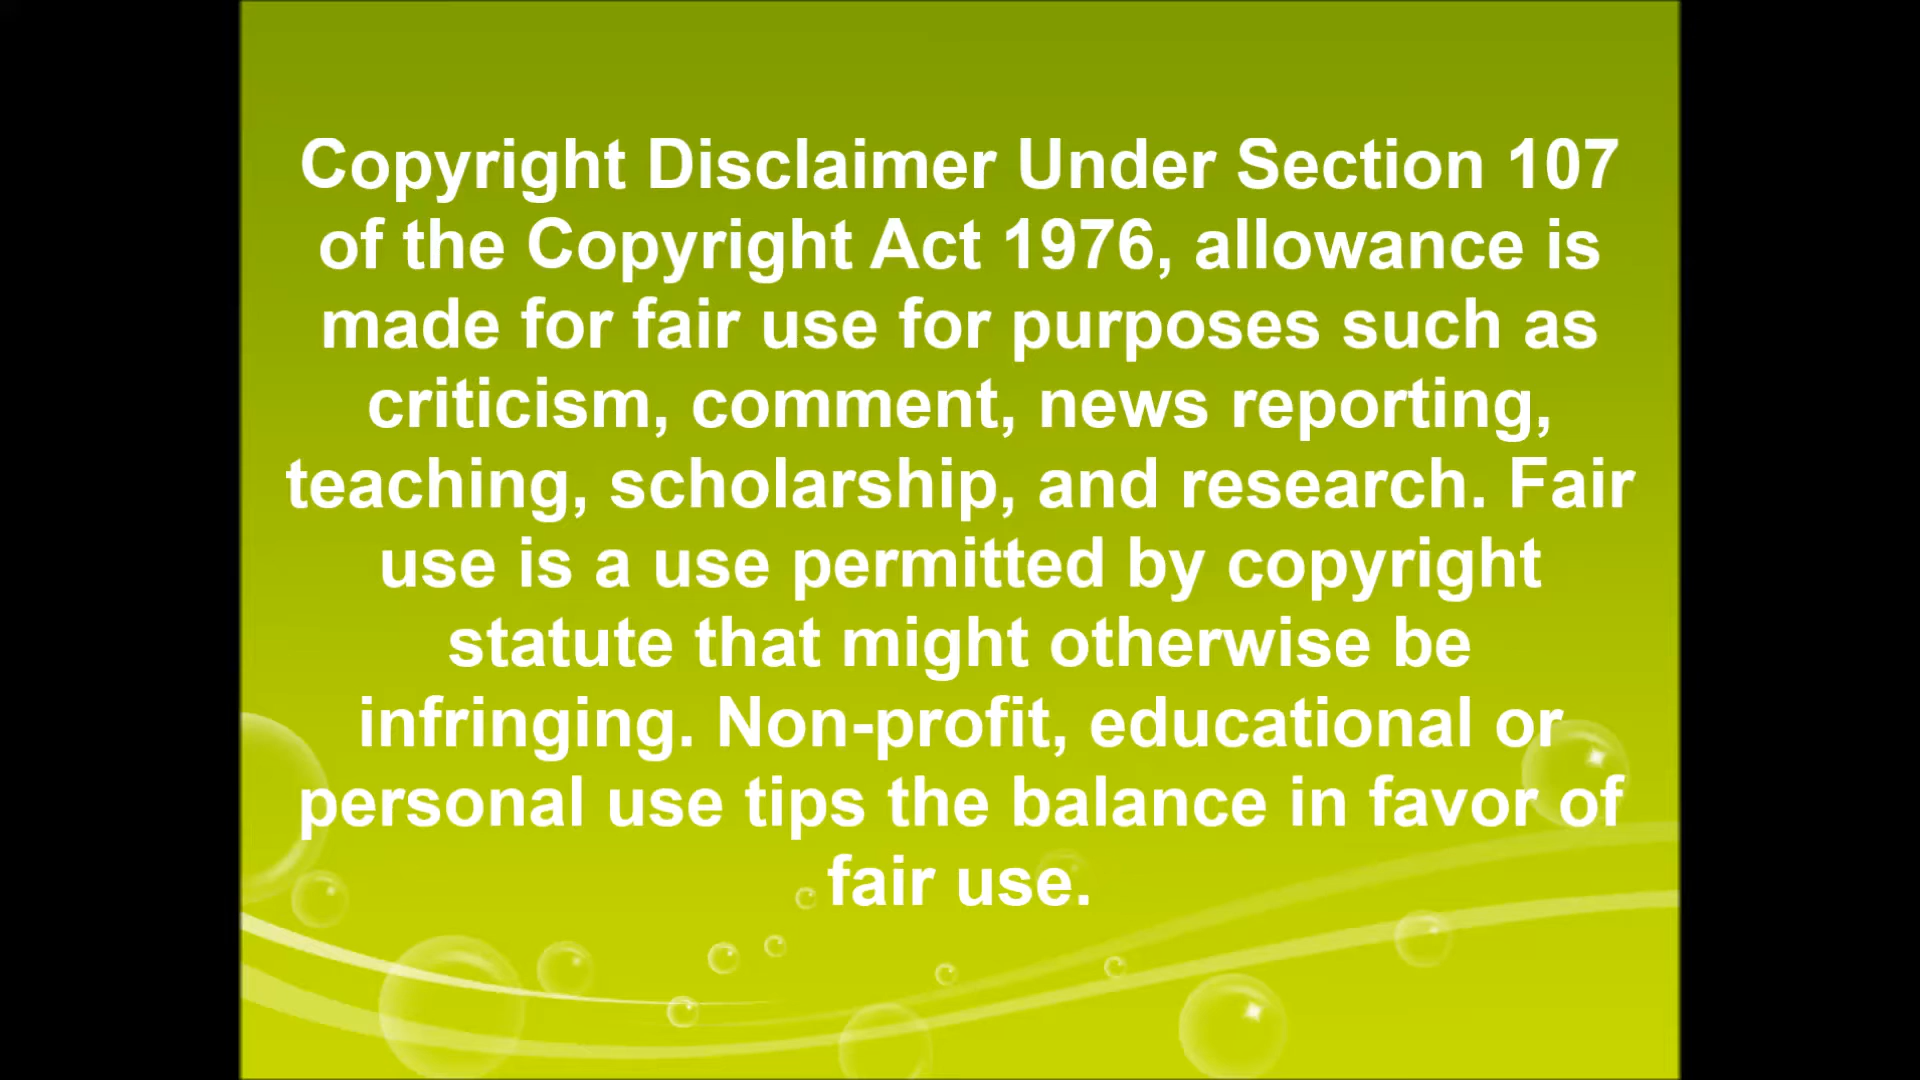 Copyright Disclaimer Under Section 107
of the Copyright Act 1976, allowance is
made for fair use for purposes such as
criticism, comment, news reporting,
teaching, scholarship, and research. Fair
use is a use permitted by copyright
statute that might otherwise be
infringing. Non-profit, educational or
personal use tips the balance in favor of
fair use.